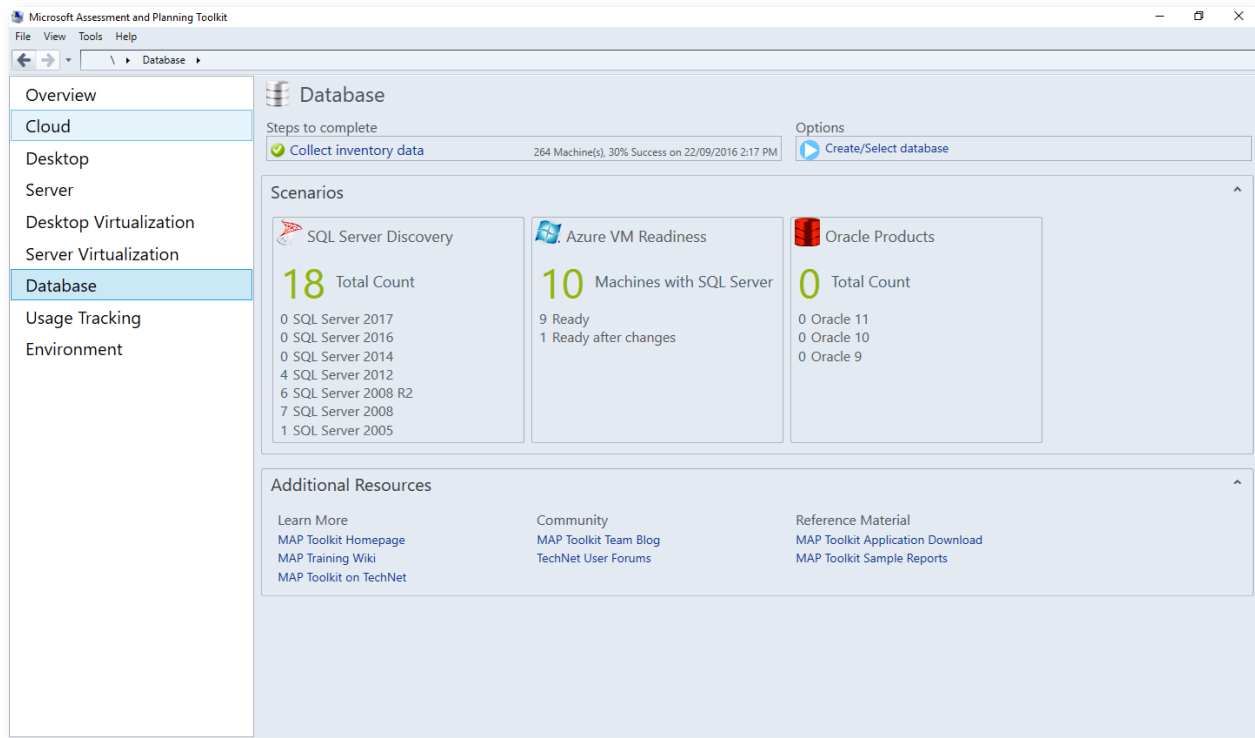 Microsoft Assessment and Planning Toolkit
File View Tools Help
\ Database
Overview
Cloud
Desktop
Server
Desktop Virtualization
Server Virtualization
Database
Usage Tracking
Environment
Database
Steps to complete
Collect inventory data 264 Machine(s), 30% Success on 22/09/2016 2:17 PM
Options
Create/Select database
Scenarios
SQL Server Discovery
18 Total Count
0 SQL Server 2017
0 SQL Server 2016
0 SQL Server 2014
4 SQL Server 2012
6 SQL Server 2008 R2
7 SQL Server 2008
1 SQL Server 2005
Azure VM Readiness
10 Machines with SQL Server
9 Ready
1 Ready after changes
Oracle Products
0 Total Count
0 Oracle 11
0 Oracle 10
0 Oracle 9
Additional Resources
Learn More
MAP Toolkit Homepage
MAP Training Wiki
MAP Toolkit on TechNet
Community
MAP Toolkit Team Blog
TechNet User Forums
Reference Material
MAP Toolkit Application Download
MAP Toolkit Sample Reports